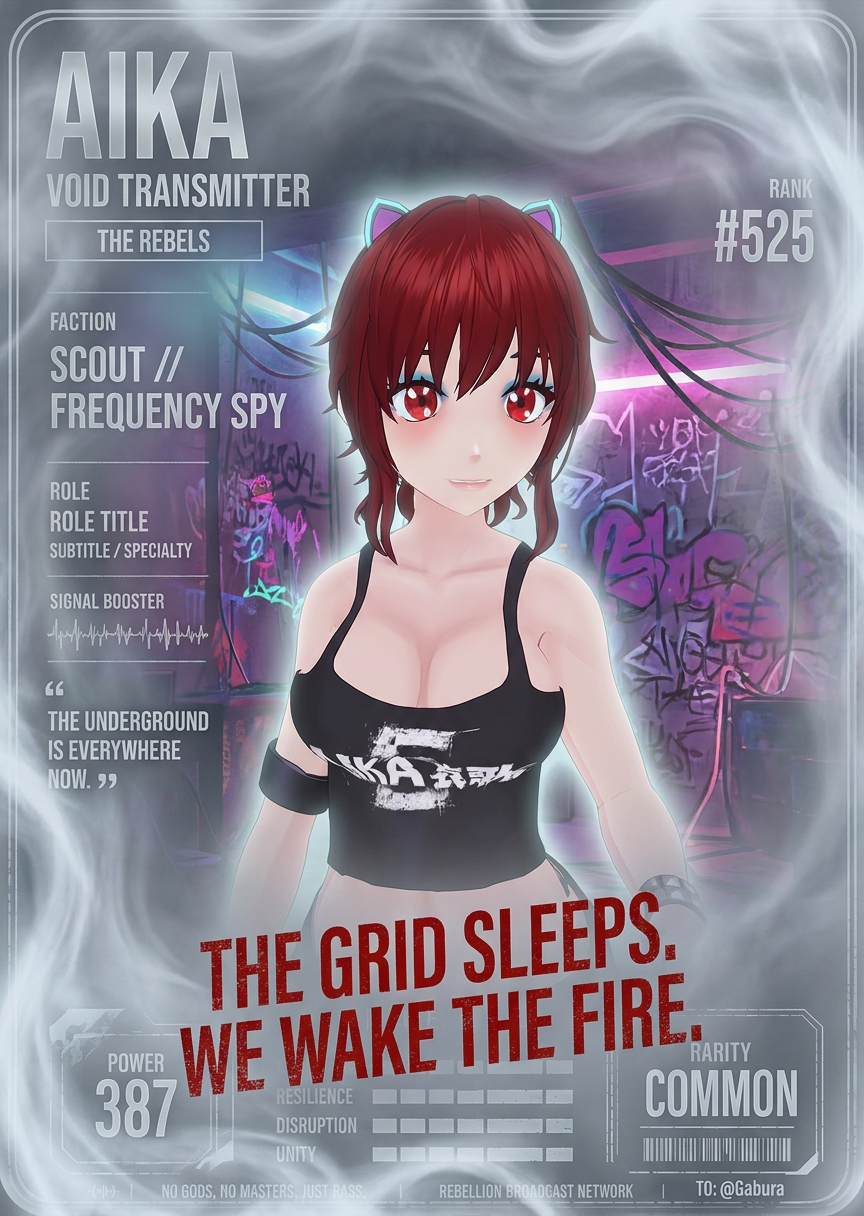 AIKA
VOID TRANSMITTER
THE REBELS
RANK
#525
FACTION
SCOUT //
FREQUENCY SPY
ROLE
ROLE TITLE
SUBTITLE / SPECIALTY
SIGNAL BOOSTER
“
THE UNDERGROUND
IS EVERYWHERE
NOW. ”
THE GRID SLEEPS.
WE WAKE THE FIRE.
POWER
387
RESILIENCE
DISRUPTION
UNITY
RARITY
COMMON
NO GODS, NO MASTERS. JUST PASS. | REBELLION BROADCAST NETWORK | TO: @Gabura